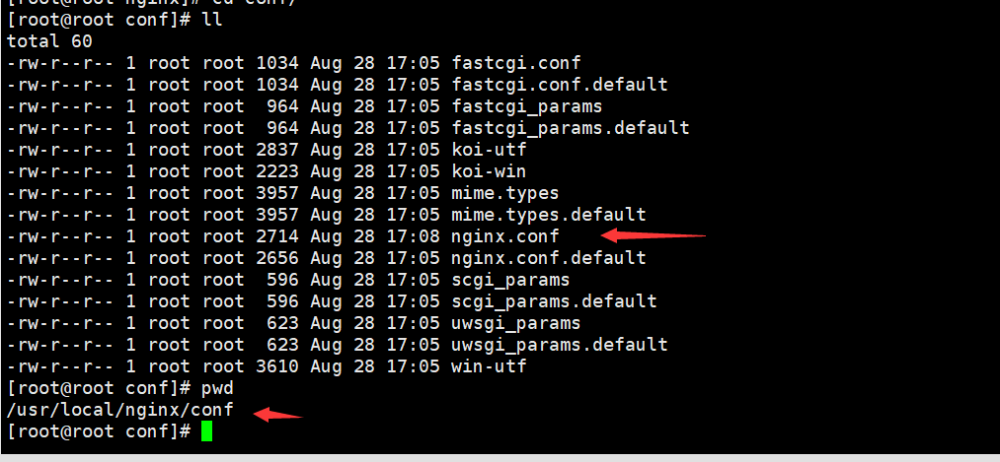 [root@root nginx]# cd conf/
[root@root conf]# ll
total 60
-rw-r--r-- 1 root root 1034 Aug 28 17:05 fastcgi.conf
-rw-r--r-- 1 root root 1034 Aug 28 17:05 fastcgi.conf.default
-rw-r--r-- 1 root root  964 Aug 28 17:05 fastcgi_params
-rw-r--r-- 1 root root  964 Aug 28 17:05 fastcgi_params.default
-rw-r--r-- 1 root root 2837 Aug 28 17:05 koi-utf
-rw-r--r-- 1 root root 2223 Aug 28 17:05 koi-win
-rw-r--r-- 1 root root 3957 Aug 28 17:05 mime.types
-rw-r--r-- 1 root root 3957 Aug 28 17:05 mime.types.default
-rw-r--r-- 1 root root 2714 Aug 28 17:08 nginx.conf
-rw-r--r-- 1 root root 2656 Aug 28 17:05 nginx.conf.default
-rw-r--r-- 1 root root  596 Aug 28 17:05 scgi_params
-rw-r--r-- 1 root root  596 Aug 28 17:05 scgi_params.default
-rw-r--r-- 1 root root  623 Aug 28 17:05 uwsgi_params
-rw-r--r-- 1 root root  623 Aug 28 17:05 uwsgi_params.default
-rw-r--r-- 1 root root 3610 Aug 28 17:05 win-utf
[root@root conf]# pwd
/usr/local/nginx/conf
[root@root conf]#